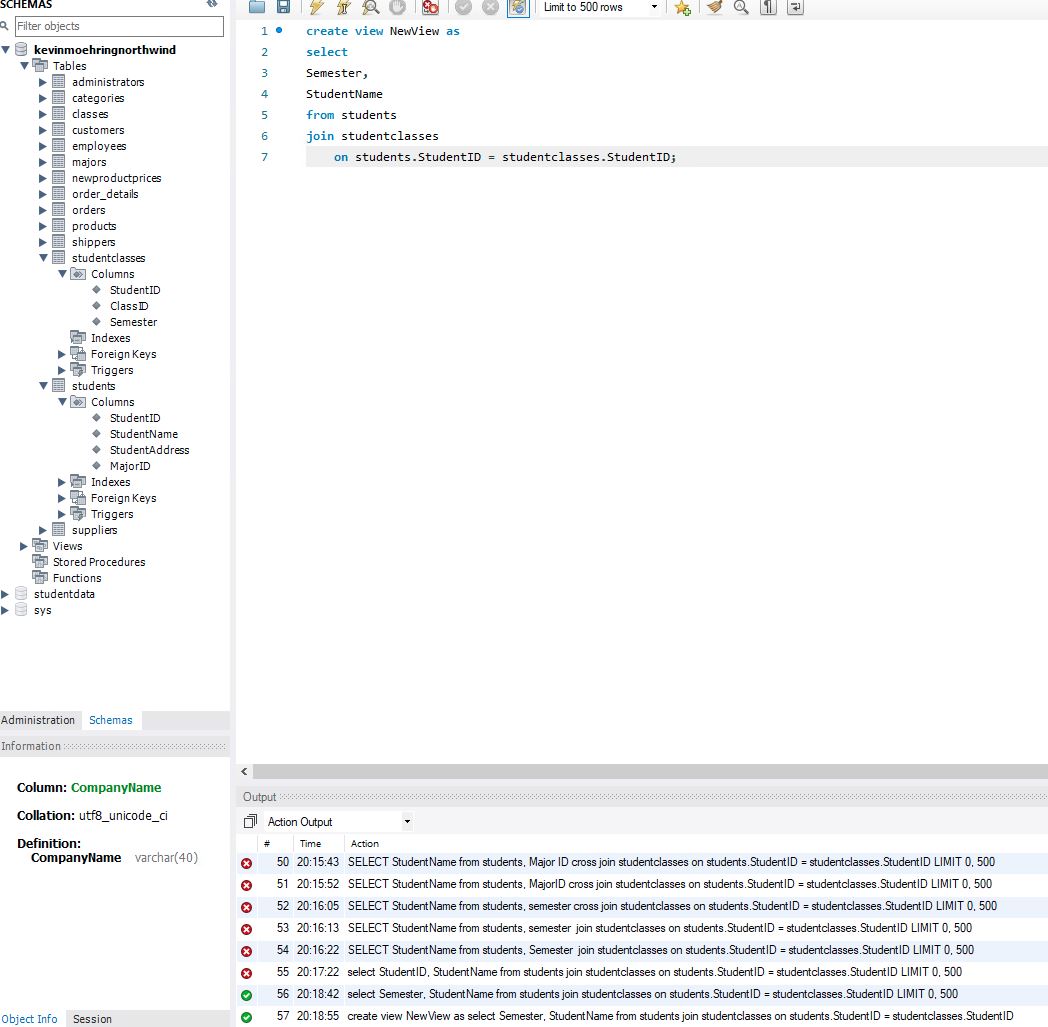 SCHEMAS
Filter objects
kevinmoehringnorthwind
Tables
administrators
categories
classes
customers
employees
majors
newproductprices
order_details
orders
products
shippers
studentclasses
Columns
StudentID
ClassID
Semester
Indexes
Foreign Keys
Triggers
students
Columns
StudentID
StudentName
StudentAddress
MajorID
Indexes
Foreign Keys
Triggers
suppliers
Views
Stored Procedures
Functions
studentdata
sys
Administration Schemas
Information
Column: CompanyName
Collation: utf8_unicode_ci
Definition:
CompanyName varchar(40)
Object Info Session
Limit to 500 rows
1 create view NewView as
2 select
3 Semester,
4 StudentName
5 from students
6 join studentclasses
7 on students.StudentID = studentclasses.StudentID;
Output
Action Output
# Time Action
50 20:15:43 SELECT StudentName from students, Major ID cross join studentclasses on students.StudentID = studentclasses.StudentID LIMIT 0, 500
51 20:15:52 SELECT StudentName from students, MajorID cross join studentclasses on students.StudentID = studentclasses.StudentID LIMIT 0, 500
52 20:16:05 SELECT StudentName from students, semester cross join studentclasses on students.StudentID = studentclasses.StudentID LIMIT 0, 500
53 20:16:13 SELECT StudentName from students, semester join studentclasses on students.StudentID = studentclasses.StudentID LIMIT 0, 500
54 20:16:22 SELECT StudentName from students, Semester join studentclasses on students.StudentID = studentclasses.StudentID LIMIT 0, 500
55 20:17:22 select StudentID, StudentName from students join studentclasses on students.StudentID = studentclasses.StudentID LIMIT 0, 500
56 20:18:42 select Semester, StudentName from students join studentclasses on students.StudentID = studentclasses.StudentID LIMIT 0, 500
57 20:18:55 create view NewView as select Semester, StudentName from students join studentclasses on students.StudentID = studentclasses.StudentID